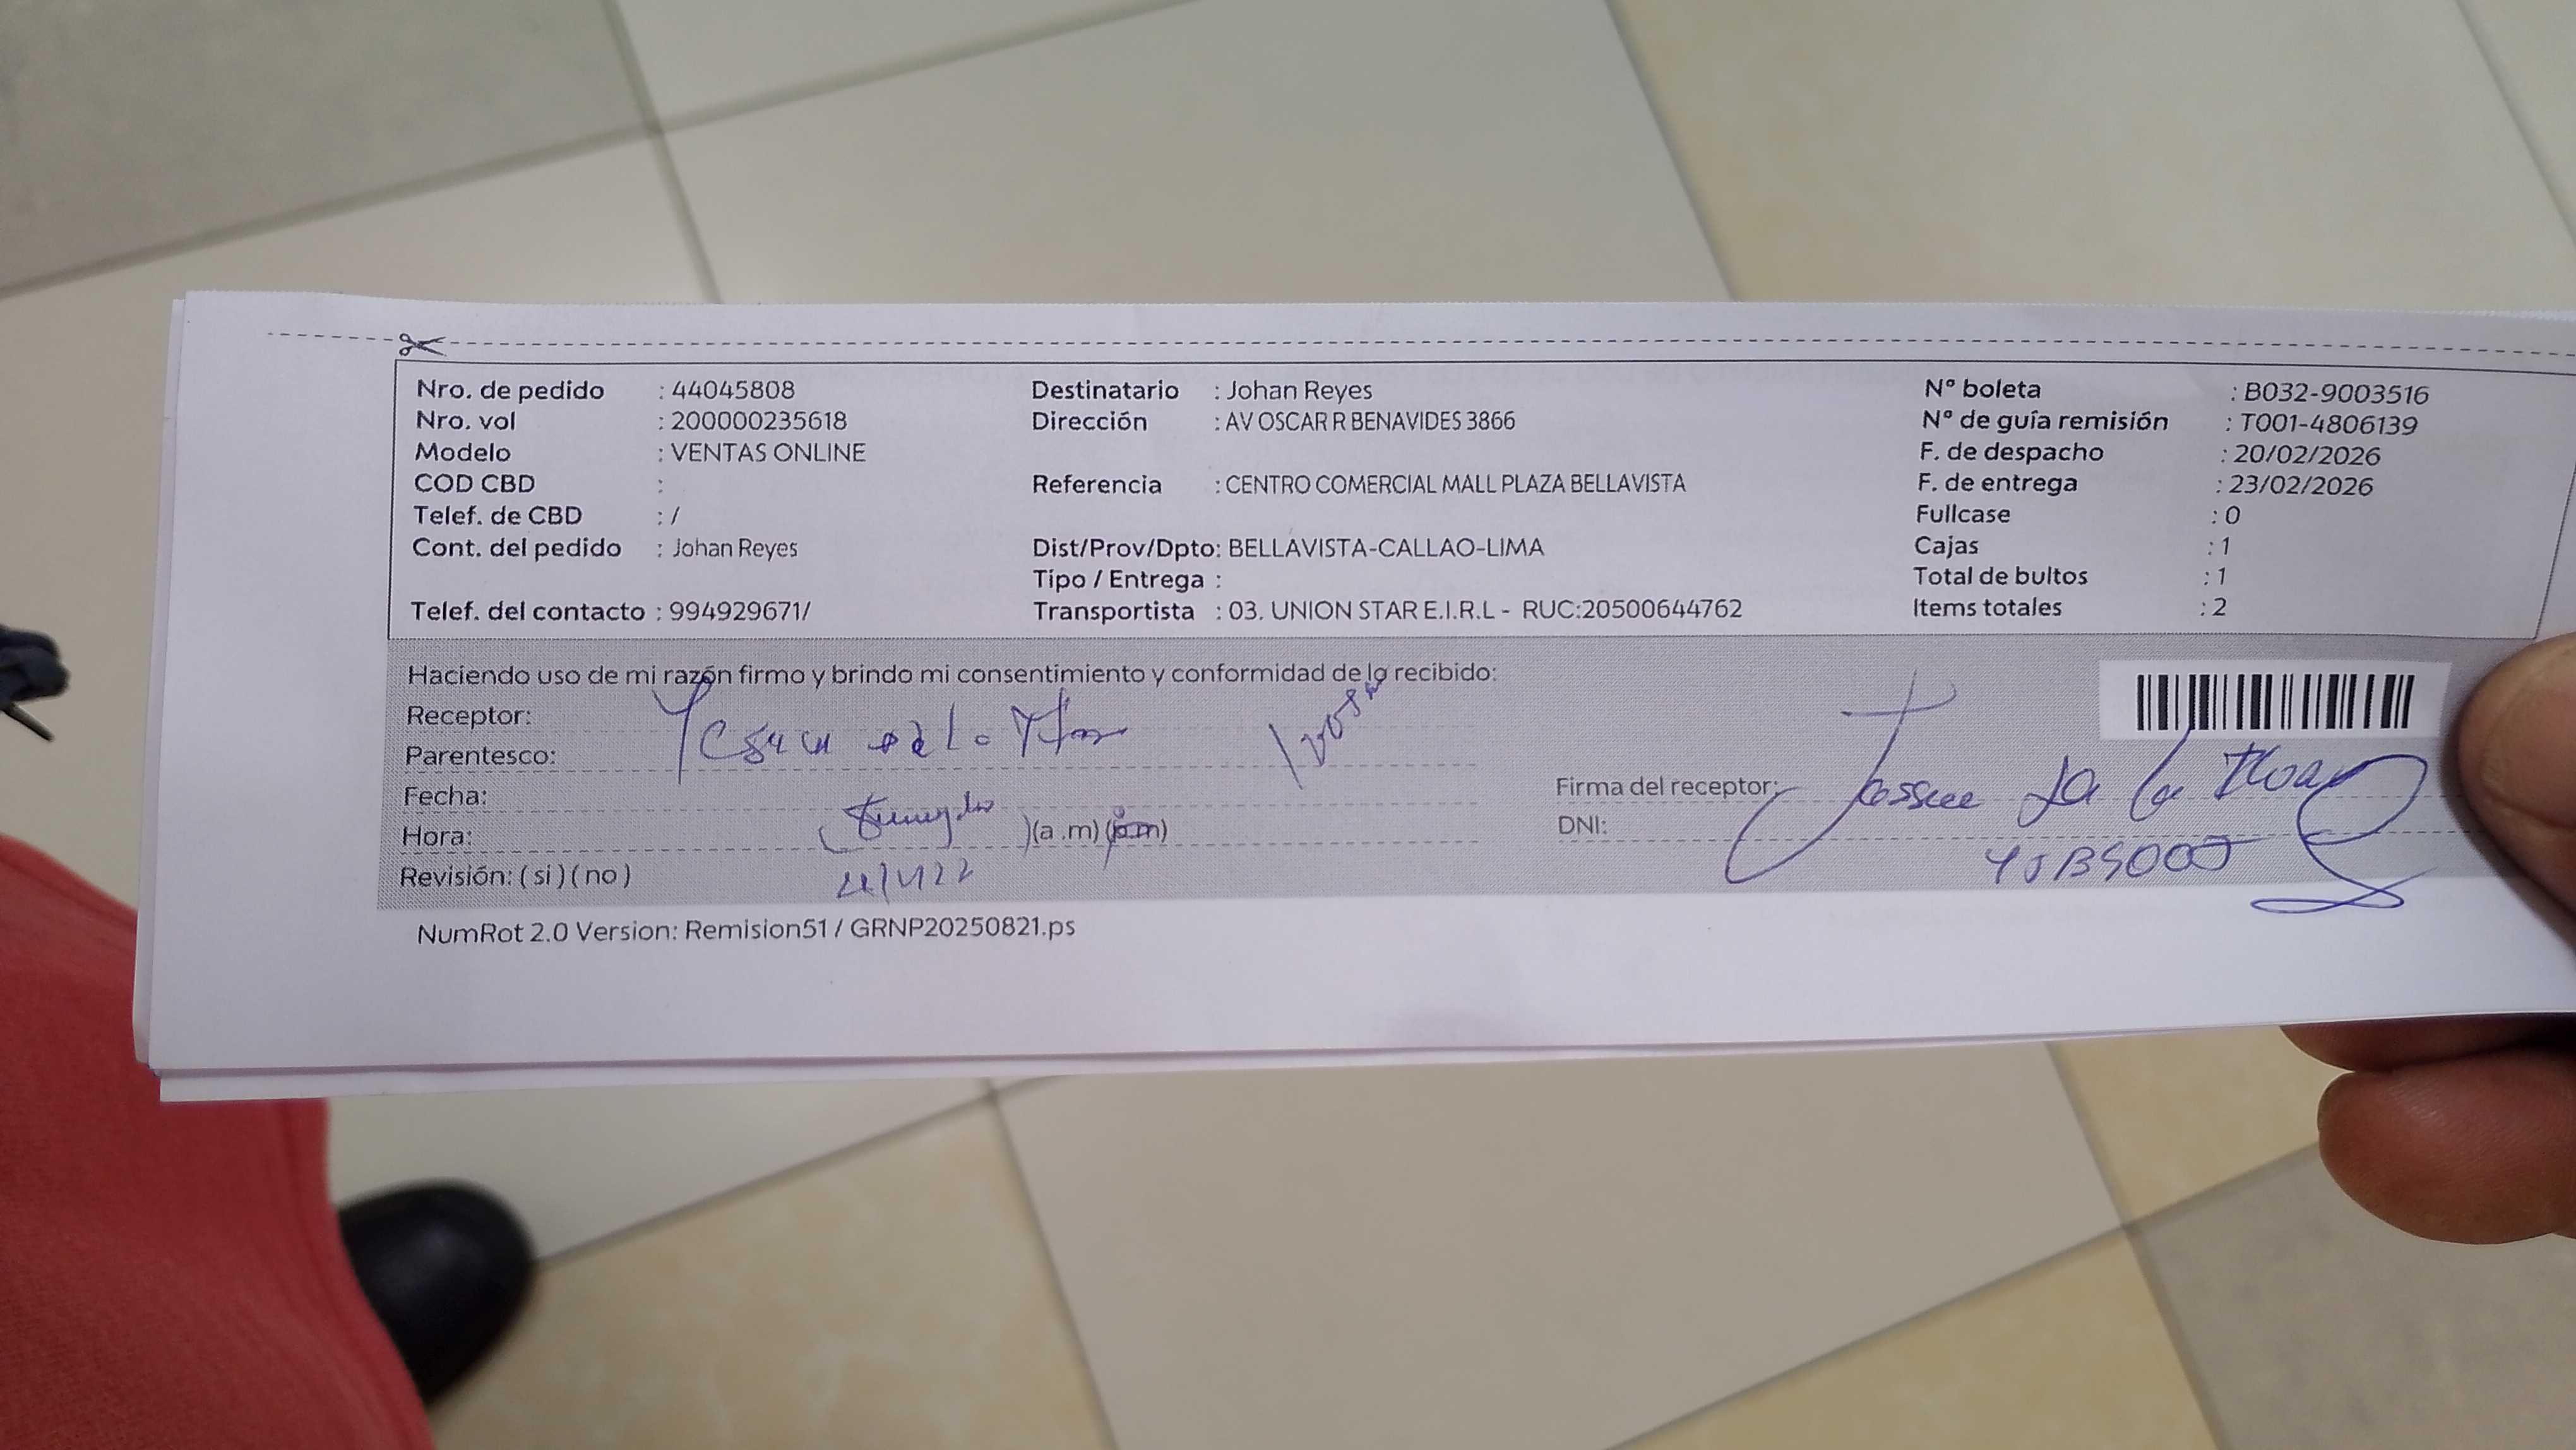 Nro. de pedido : 44045808
Nro. vol : 200000235618
Modelo : VENTAS ONLINE
COD CBD :
Telef. de CBD : /
Cont. del pedido : Johan Reyes
Telef. del contacto : 994929671/
Destinatario : Johan Reyes
Dirección : AV OSCAR R BENAVIDES 3866
Referencia : CENTRO COMERCIAL MALL PLAZA BELLAVISTA
Dist/Prov/Dpto: BELLAVISTA-CALLAO-LIMA
Tipo / Entrega :
Transportista : 03. UNION STAR E.I.R.L - RUC:20500644762
N° boleta : B032-9003516
N° de guía remisión : T001-4806139
F. de despacho : 20/02/2026
F. de entrega : 23/02/2026
Fullcase : 0
Cajas : 1
Total de bultos : 1
Items totales : 2
Haciendo uso de mi razón firmo y brindo mi consentimiento y conformidad de lo recibido:
Receptor:
Parentesco:
Fecha:
Hora: ( )(a .m) (p.m)
Revisión: ( si ) ( no )
Firma del receptor:
DNI:
NumRot 2.0 Version: Remision51 / GRNP20250821.ps